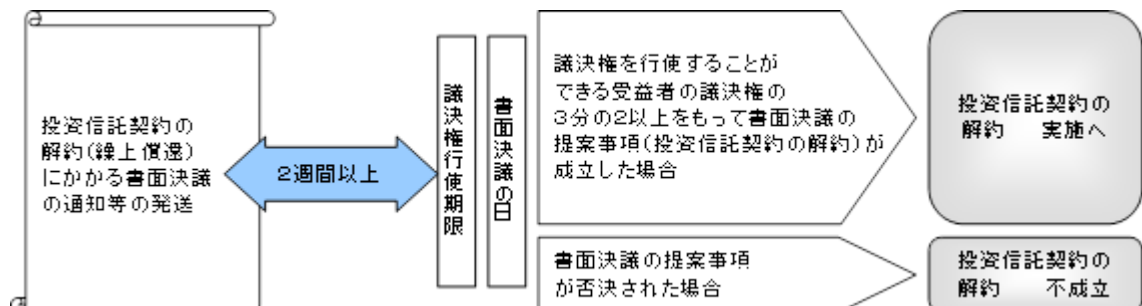 投資信託契約の
解約(繰上償還)
にかかる書面決議
の通知等の発送
2週間以上
議決権行使期限
書面決議の日
議決権を行使することが
できる受益者の議決権の
3分の2以上をもって書面決議の
提案事項(投資信託契約の解約)が
成立した場合
投資信託契約の
解約　実施へ
書面決議の提案事項
が否決された場合
投資信託契約の
解約　不成立